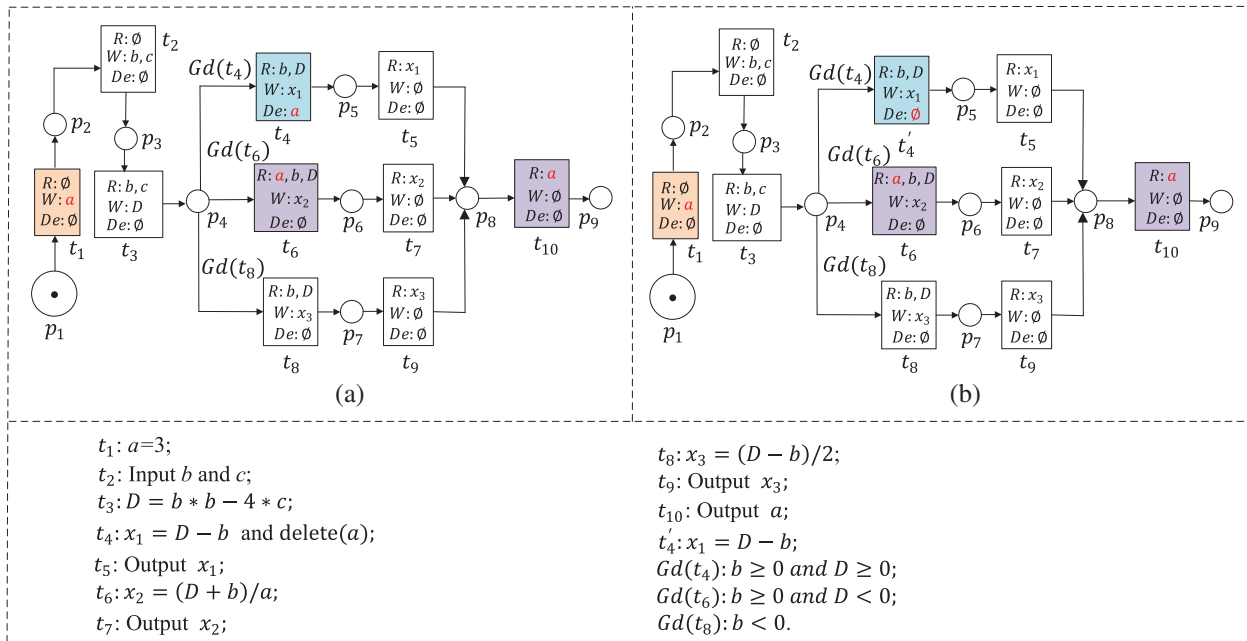 R: ∅
W: b, c
De: ∅
t₂
Gd(t₄)
R: b, D
W: x₁
De: a
t₄
p₅
R: x₁
W: ∅
De: ∅
t₅
p₂
p₃
R: ∅
W: a
De: ∅
t₁
p₁
R: b, c
W: D
De: ∅
t₃
p₄
Gd(t₆)
R: a, b, D
W: x₂
De: ∅
t₆
p₆
R: x₂
W: ∅
De: ∅
t₇
p₈
R: a
W: ∅
De: ∅
t₁₀
p₉
Gd(t₈)
R: b, D
W: x₃
De: ∅
t₈
p₇
R: x₃
W: ∅
De: ∅
t₉
(a)
R: ∅
W: b, c
De: ∅
t₂
Gd(t₄)
R: b, D
W: x₁
De: ∅
t₄'
p₅
R: x₁
W: ∅
De: ∅
t₅
p₂
p₃
R: ∅
W: a
De: ∅
t₁
p₁
R: b, c
W: D
De: ∅
t₃
p₄
Gd(t₆)
R: a, b, D
W: x₂
De: ∅
t₆
p₆
R: x₂
W: ∅
De: ∅
t₇
p₈
R: a
W: ∅
De: ∅
t₁₀
p₉
Gd(t₈)
R: b, D
W: x₃
De: ∅
t₈
p₇
R: x₃
W: ∅
De: ∅
t₉
(b)
t₁: a=3;
t₂: Input b and c;
t₃: D = b ∗ b − 4 ∗ c;
t₄: x₁ = D − b and delete(a);
t₅: Output x₁;
t₆: x₂ = (D + b)/a;
t₇: Output x₂;
t₈: x₃ = (D − b)/2;
t₉: Output x₃;
t₁₀: Output a;
t₄': x₁ = D − b;
Gd(t₄): b ≥ 0 and D ≥ 0;
Gd(t₆): b ≥ 0 and D < 0;
Gd(t₈): b < 0.